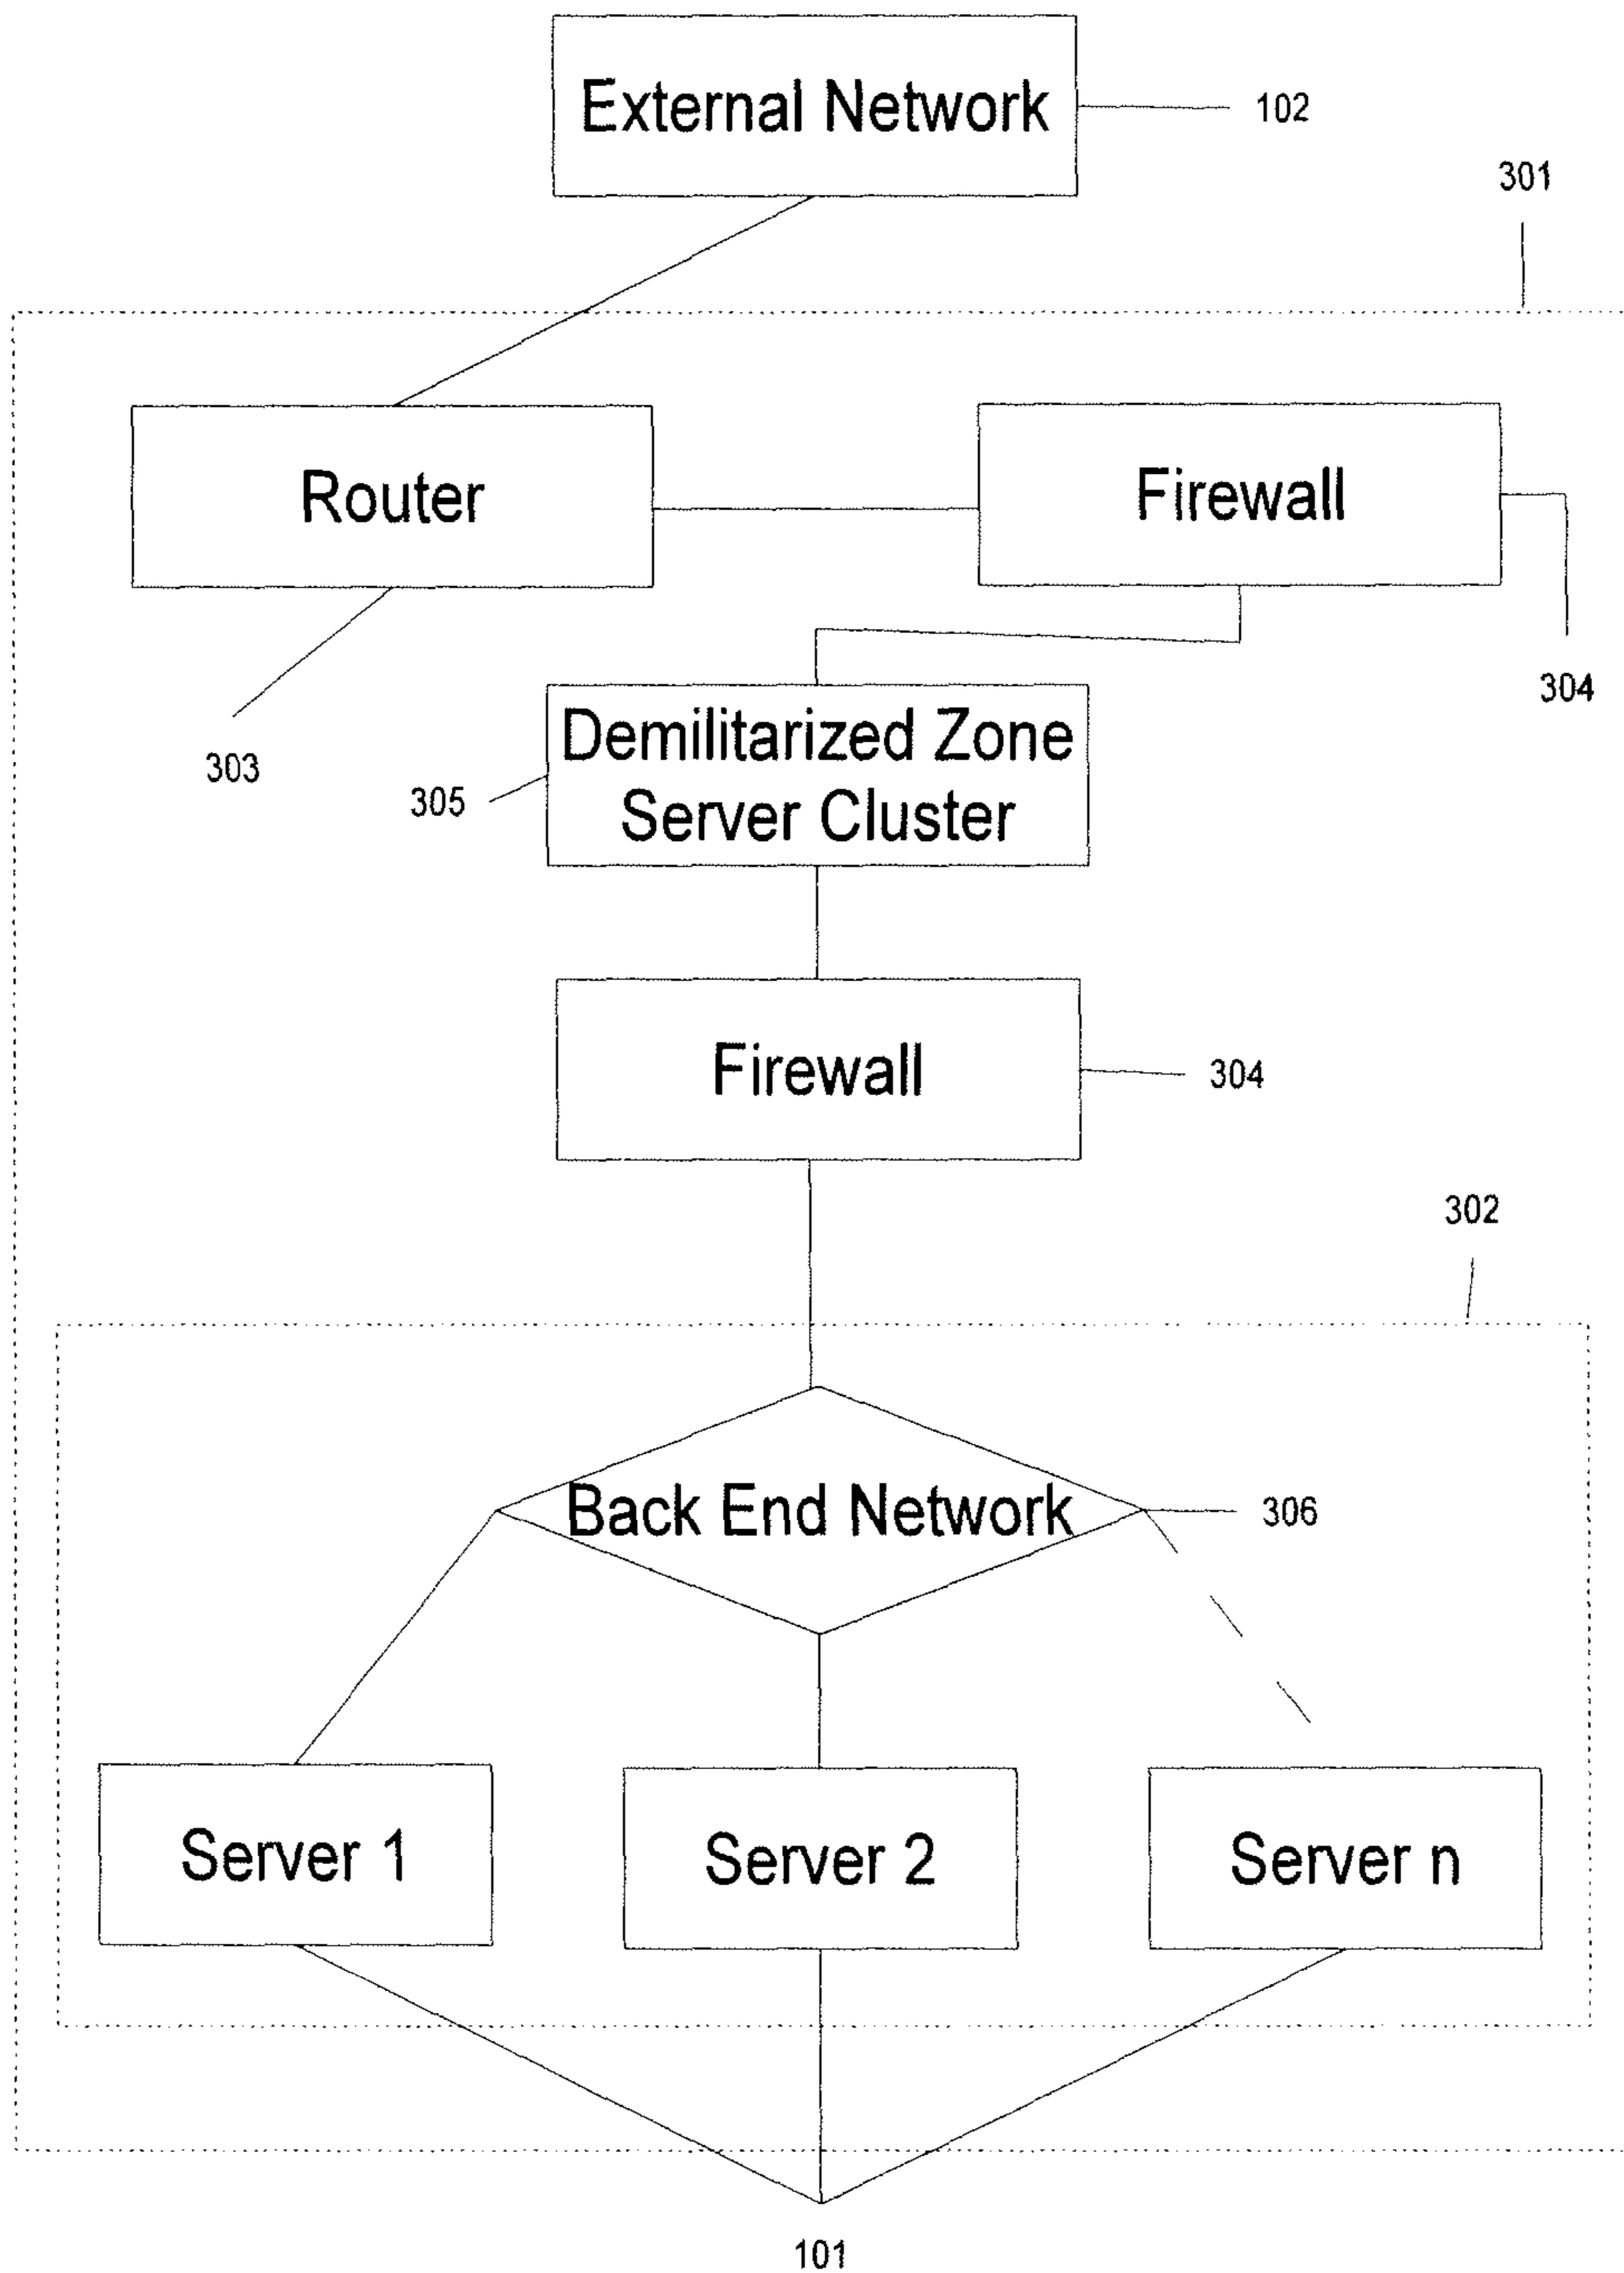 External Network
102
301
Router
Firewall
303
304
Demilitarized Zone
Server Cluster
305
Firewall
304
302
Back End Network
306
Server 1
Server 2
Server n
101